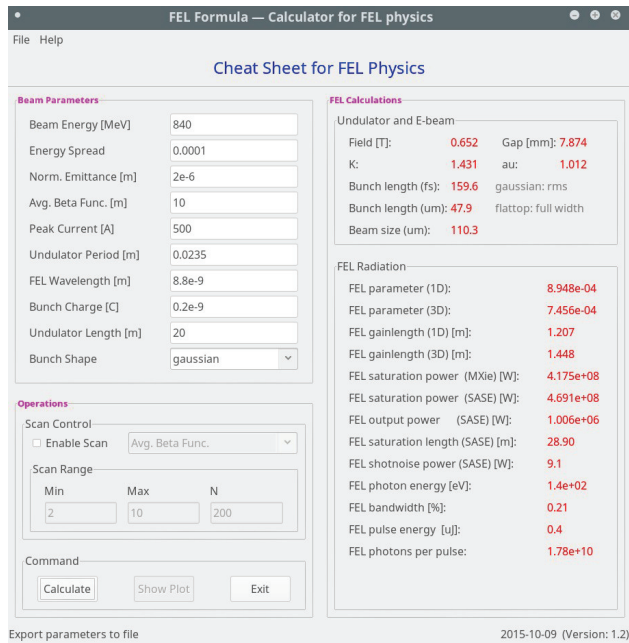 FEL Formula — Calculator for FEL physics
File Help
Cheat Sheet for FEL Physics
Beam Parameters
Beam Energy [MeV] 840
Energy Spread 0.0001
Norm. Emittance [m] 2e-6
Avg. Beta Func. [m] 10
Peak Current [A] 500
Undulator Period [m] 0.0235
FEL Wavelength [m] 8.8e-9
Bunch Charge [C] 0.2e-9
Undulator Length [m] 20
Bunch Shape gaussian
Operations
Scan Control
Enable Scan Avg. Beta Func.
Scan Range
Min Max N
2 10 200
Command
Calculate Show Plot Exit
FEL Calculations
Undulator and E-beam
Field [T]: 0.652 Gap [mm]: 7.874
K: 1.431 au: 1.012
Bunch length (fs): 159.6 gaussian: rms
Bunch length (um): 47.9 flattop: full width
Beam size (um): 110.3
FEL Radiation
FEL parameter (1D): 8.948e-04
FEL parameter (3D): 7.456e-04
FEL gainlength (1D) [m]: 1.207
FEL gainlength (3D) [m]: 1.448
FEL saturation power (MXie) [W]: 4.175e+08
FEL saturation power (SASE) [W]: 4.691e+08
FEL output power (SASE) [W]: 1.006e+06
FEL saturation length (SASE) [m]: 28.90
FEL shotnoise power (SASE) [W]: 9.1
FEL photon energy [eV]: 1.4e+02
FEL bandwidth [%]: 0.21
FEL pulse energy [uJ]: 0.4
FEL photons per pulse: 1.78e+10
Export parameters to file 2015-10-09 (Version: 1.2)